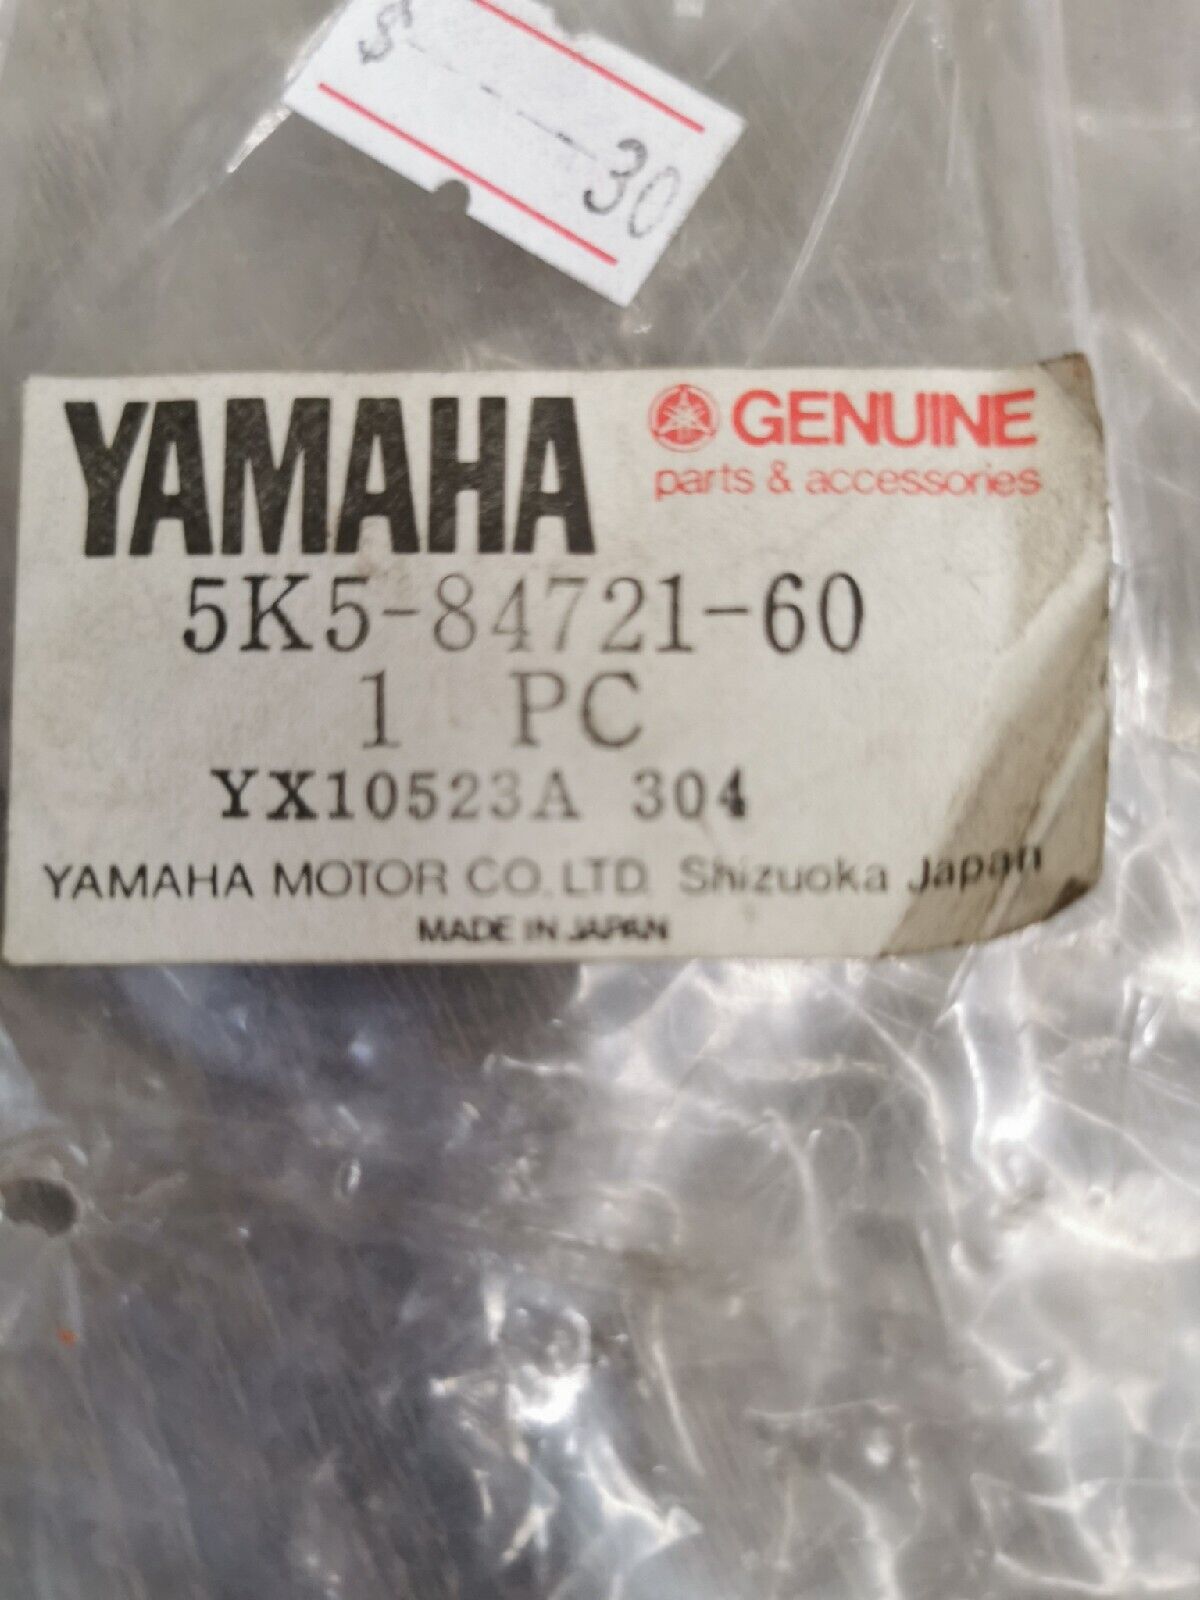 30
YAMAHA
GENUINE
parts & accessories
5K5-84721-60
1 PC
YX10523A 304
YAMAHA MOTOR CO., LTD. Shizuoka Japan
MADE IN JAPAN